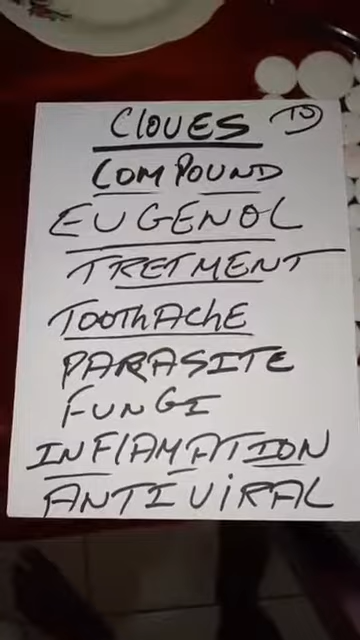 CLOVES
COMPOUND
EUGENOL
TRETMENT
TOOThAChE
PARASITE
FUNGI
INFlAMATION
ANTIViRAL